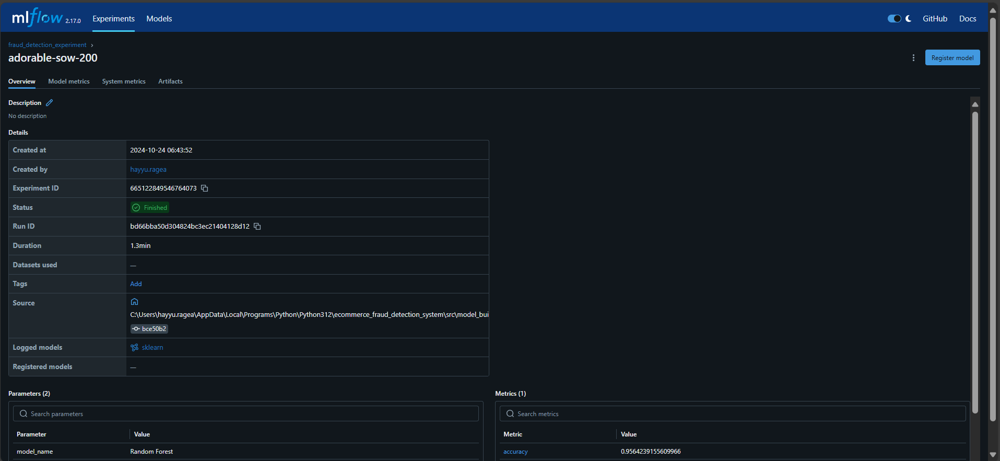 mlflow 2.17.0 Experiments Models GitHub Docs
fraud_detection_experiment ›
adorable-sow-200
Register model
Overview Model metrics System metrics Artifacts
Description
No description
Details
Created at 2024-10-24 06:43:52
Created by hayyu.ragea
Experiment ID 665122849546764073
Status Finished
Run ID bd66bba50d304824bc3ec21404128d12
Duration 1.3min
Datasets used —
Tags Add
Source
C:\Users\hayyu.ragea\AppData\Local\Programs\Python\Python312\ecommerce_fraud_detection_system\src\model_bui
bce50b2
Logged models sklearn
Registered models —
Parameters (2)
Search parameters
Parameter Value
model_name Random Forest
Metrics (1)
Search metrics
Metric Value
accuracy 0.9564239155609966